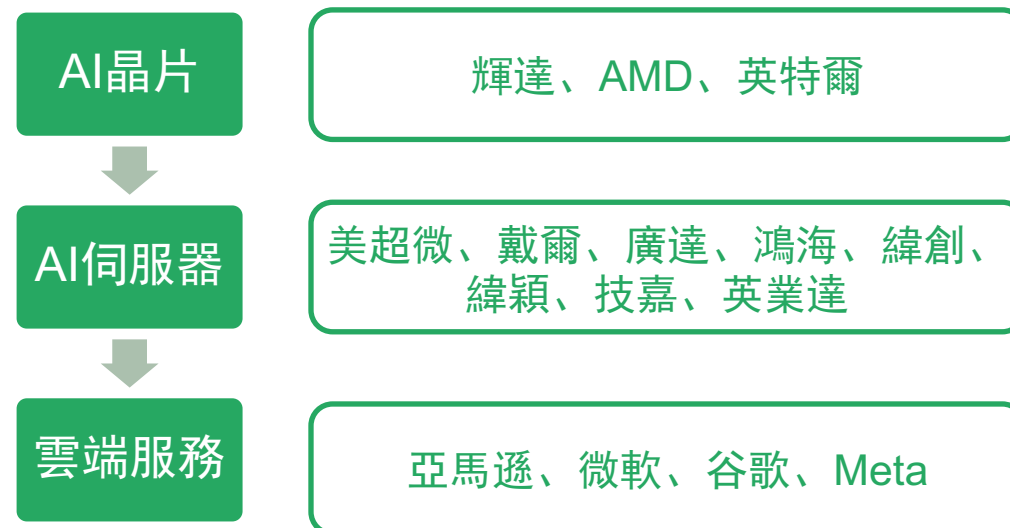 AI晶片
輝達、AMD、英特爾
AI伺服器
美超微、戴爾、廣達、鴻海、緯創、
緯穎、技嘉、英業達
雲端服務
亞馬遜、微軟、谷歌、Meta